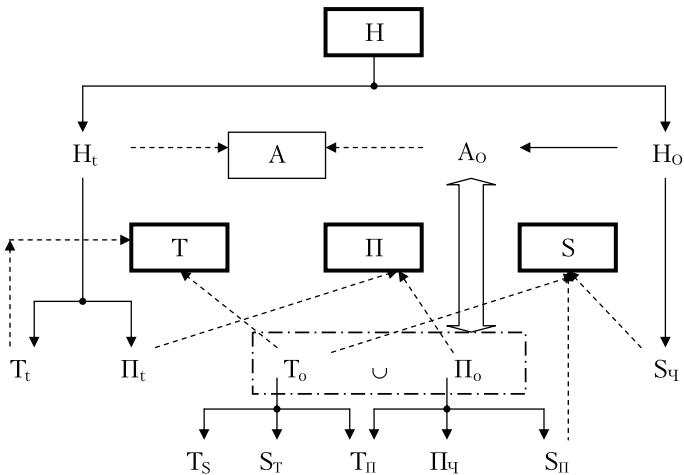 Н
Нt А АО НО
Т П S
Тt Пt То ∪ По SЧ
ТS SТ ТП ПЧ SП